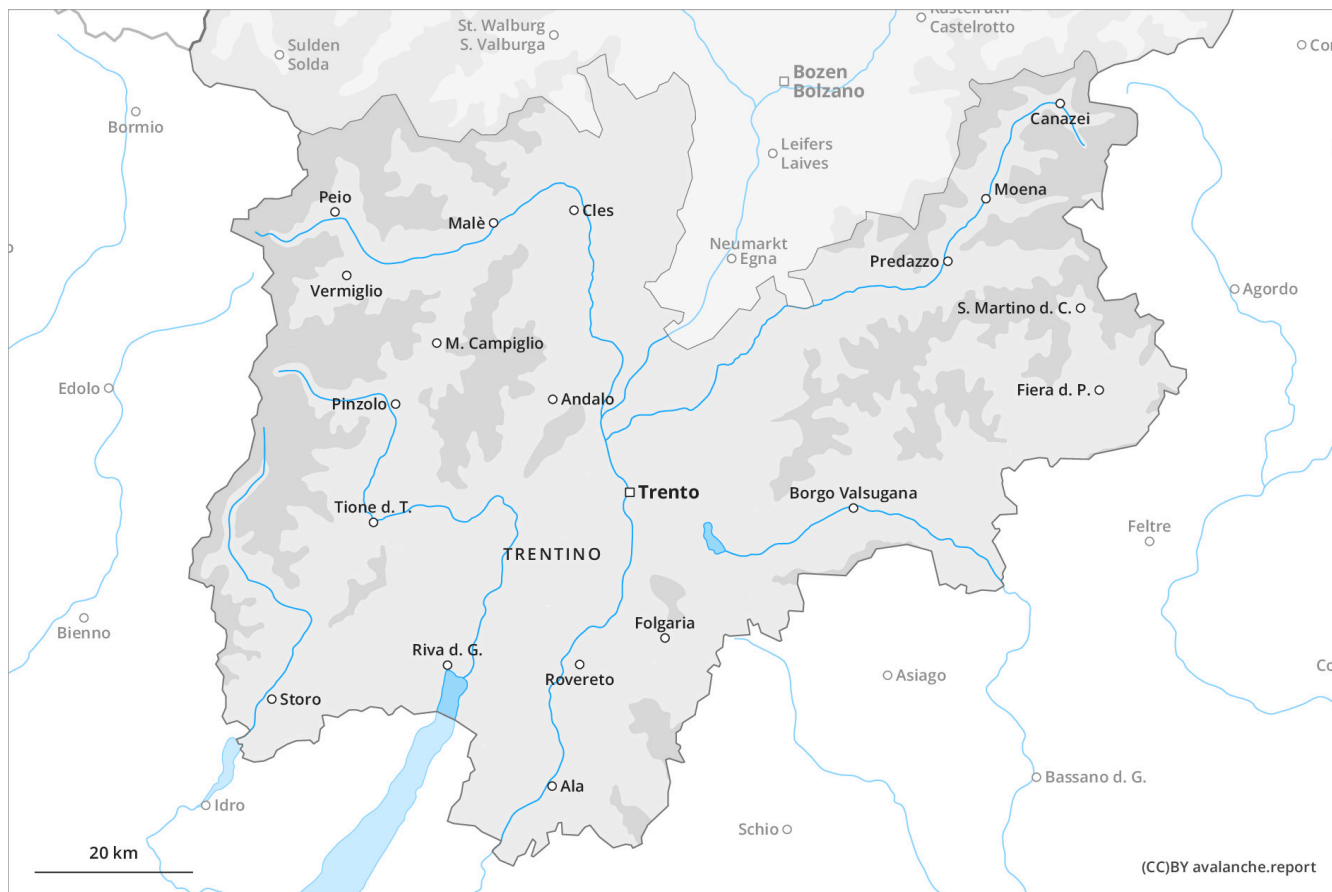 Kastelruth
Castelrotto
St. Walburg
S. Valburga
Sulden
Solda
Bozen
Bolzano
Bormio
Canazei
Leifers
Laives
Moena
Peio
Malè
Cles
Neumarkt
Egna
Predazzo
Vermiglio
Agordo
S. Martino d. C.
M. Campiglio
Edolo
Fiera d. P.
Pinzolo
Andalo
Trento
Borgo Valsugana
Tione d. T.
Feltre
TRENTINO
Bienno
Folgaria
Riva d. G.
Rovereto
Asiago
Storo
Bassano d. G.
Ala
Idro
Schio
20 km
(CC)BY avalanche.report